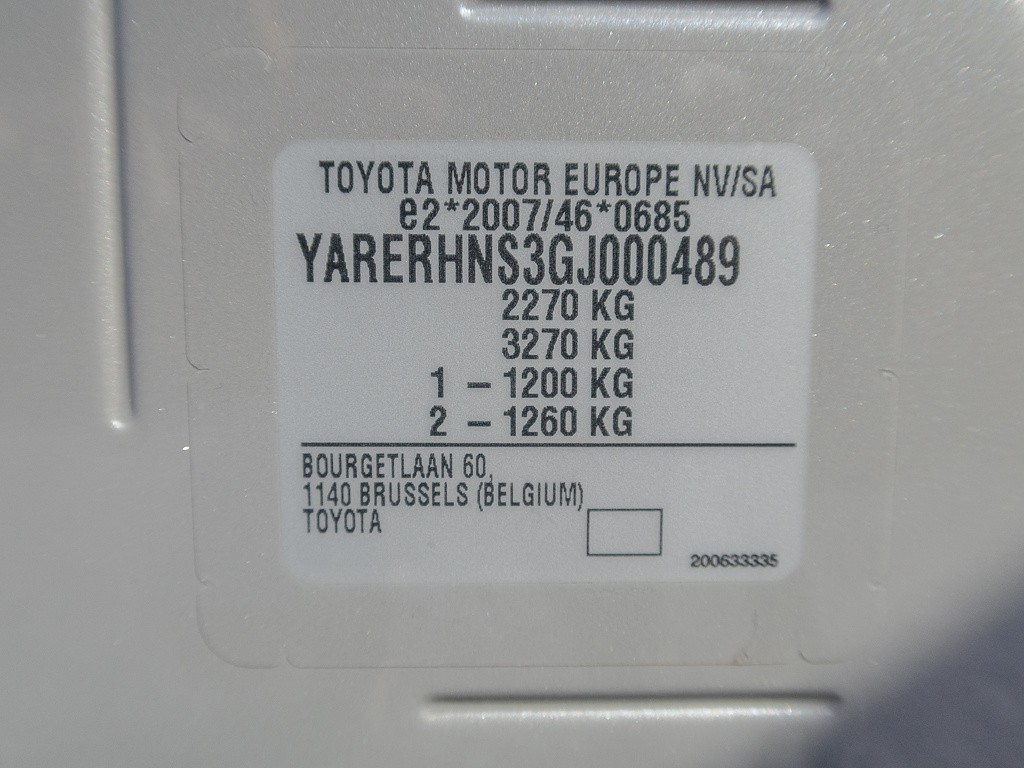 TOYOTA MOTOR EUROPE NV/SA
e2*2007/46*0685
YARERHNS3GJ000489
2270 KG
3270 KG
1 – 1200 KG
2 – 1260 KG
BOURGETLAAN 60,
1140 BRUSSELS (BELGIUM)
TOYOTA
200633335